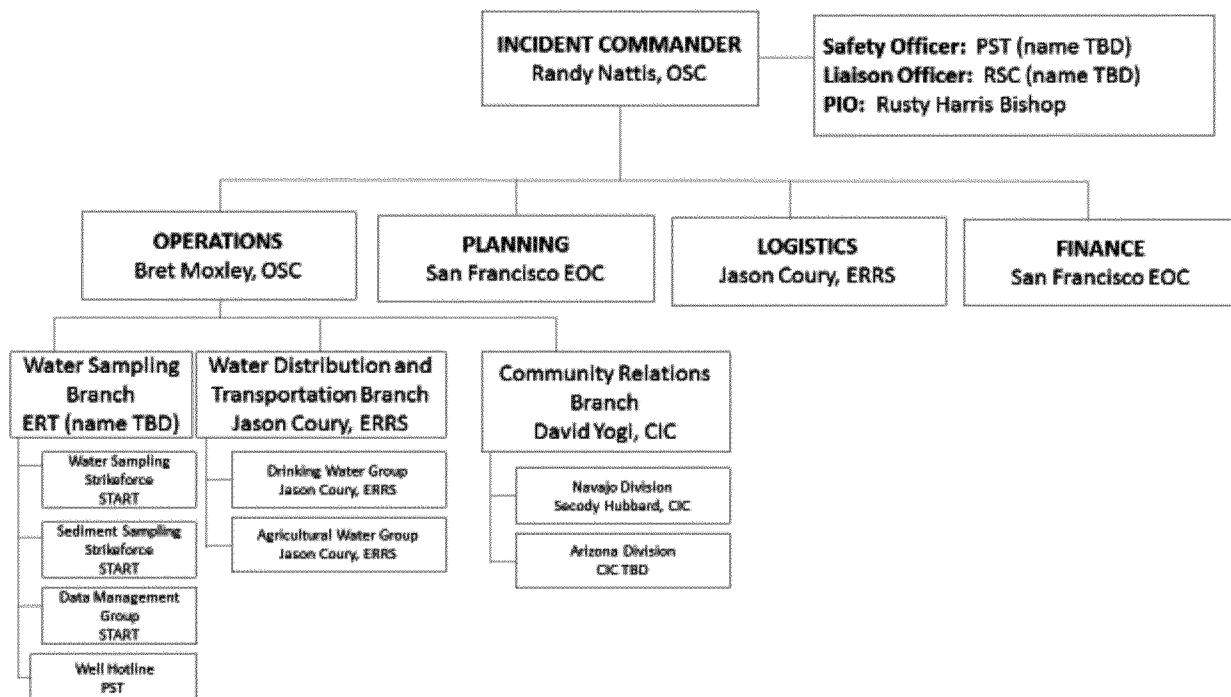 INCIDENT COMMANDER
Randy Nattis, OSC
Safety Officer: PST (name TBD)
Liaison Officer: RSC (name TBD)
PIO: Rusty Harris Bishop
OPERATIONS
Bret Moxley, OSC
PLANNING
San Francisco EOC
LOGISTICS
Jason Coury, ERRS
FINANCE
San Francisco EOC
Water Sampling
Branch
ERT (name TBD)
Water Sampling
Strikeforce
START
Sediment Sampling
Strikeforce
START
Data Management
Group
START
Well Hotline
PST
Water Distribution and
Transportation Branch
Jason Coury, ERRS
Drinking Water Group
Jason Coury, ERRS
Agricultural Water Group
Jason Coury, ERRS
Community Relations
Branch
David Yogi, CIC
Navajo Division
Secody Hubbard, CIC
Arizona Division
CIC TBD